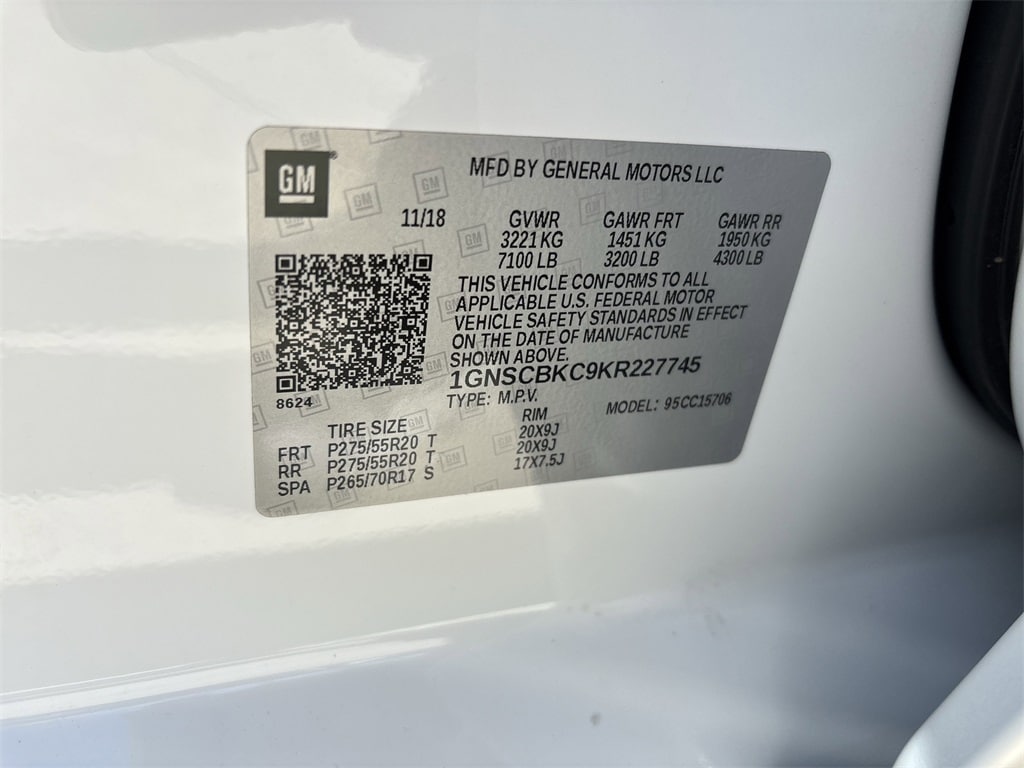 GM
MFD BY GENERAL MOTORS LLC
11/18 GVWR GAWR FRT GAWR RR
3221 KG 1451 KG 1950 KG
7100 LB 3200 LB 4300 LB
THIS VEHICLE CONFORMS TO ALL
APPLICABLE U.S. FEDERAL MOTOR
VEHICLE SAFETY STANDARDS IN EFFECT
ON THE DATE OF MANUFACTURE
SHOWN ABOVE.
1GNSCBKC9KR227745
8624
TYPE: M.P.V. MODEL: 95CC15706
TIRE SIZE RIM
FRT P275/55R20 T 20X9J
RR P275/55R20 T 20X9J
SPA P265/70R17 S 17X7.5J